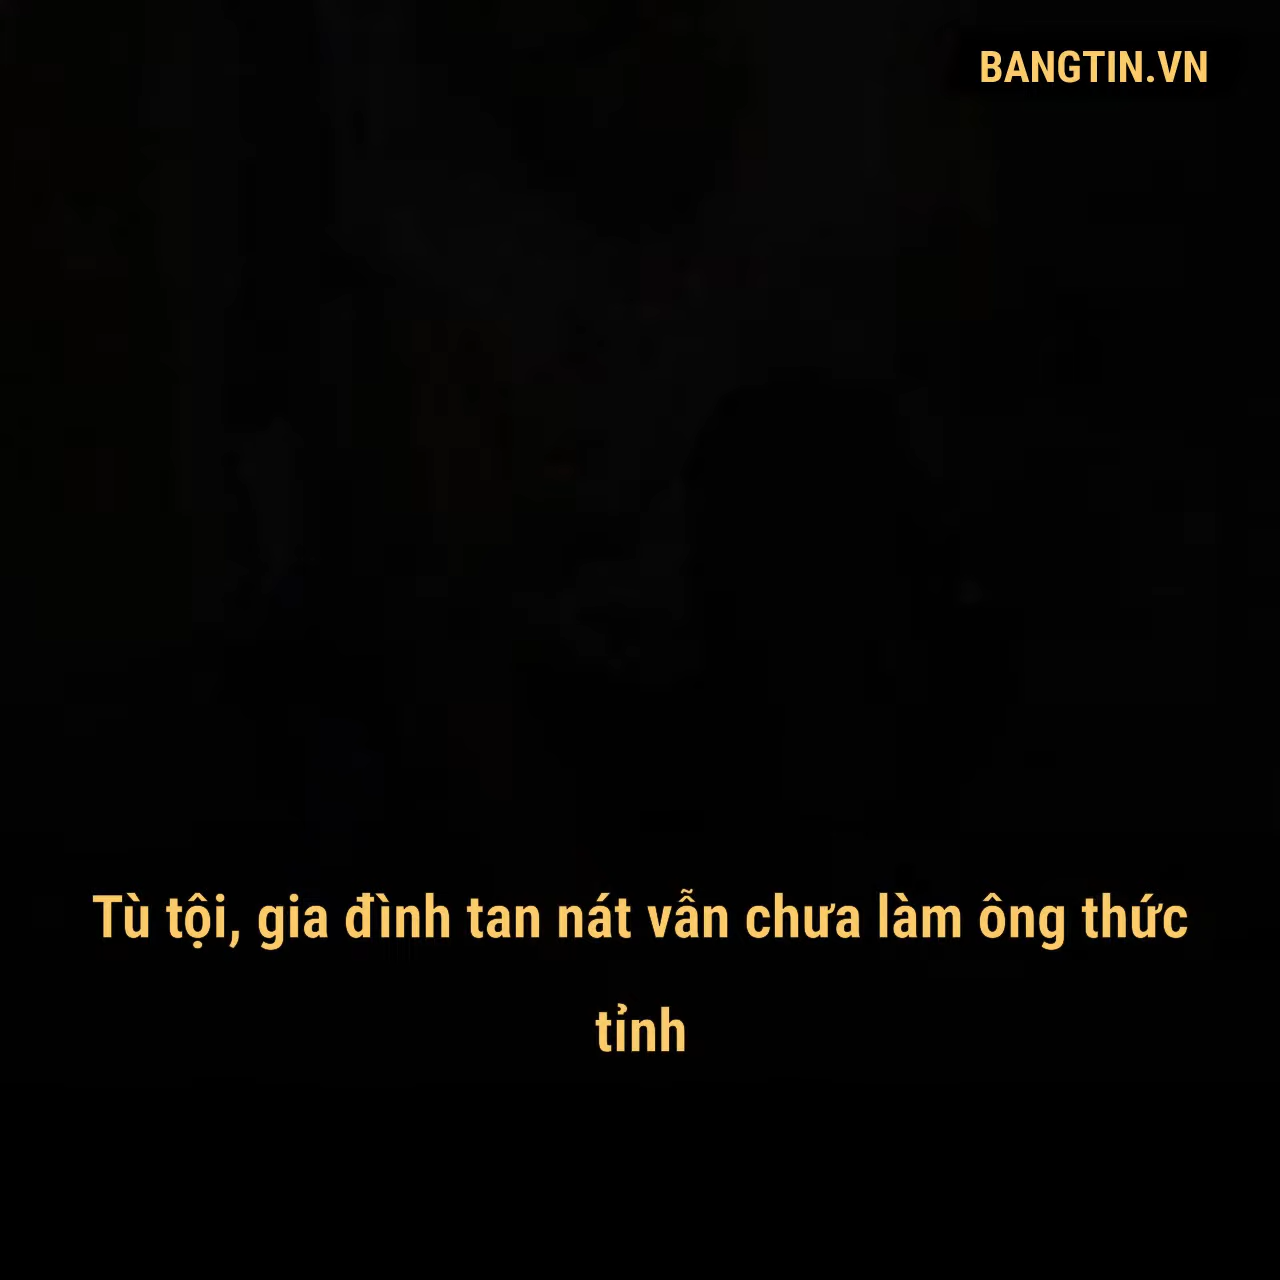 BANGTIN.VN
Tù tội, gia đình tan nát vẫn chưa làm ông thức
tỉnh